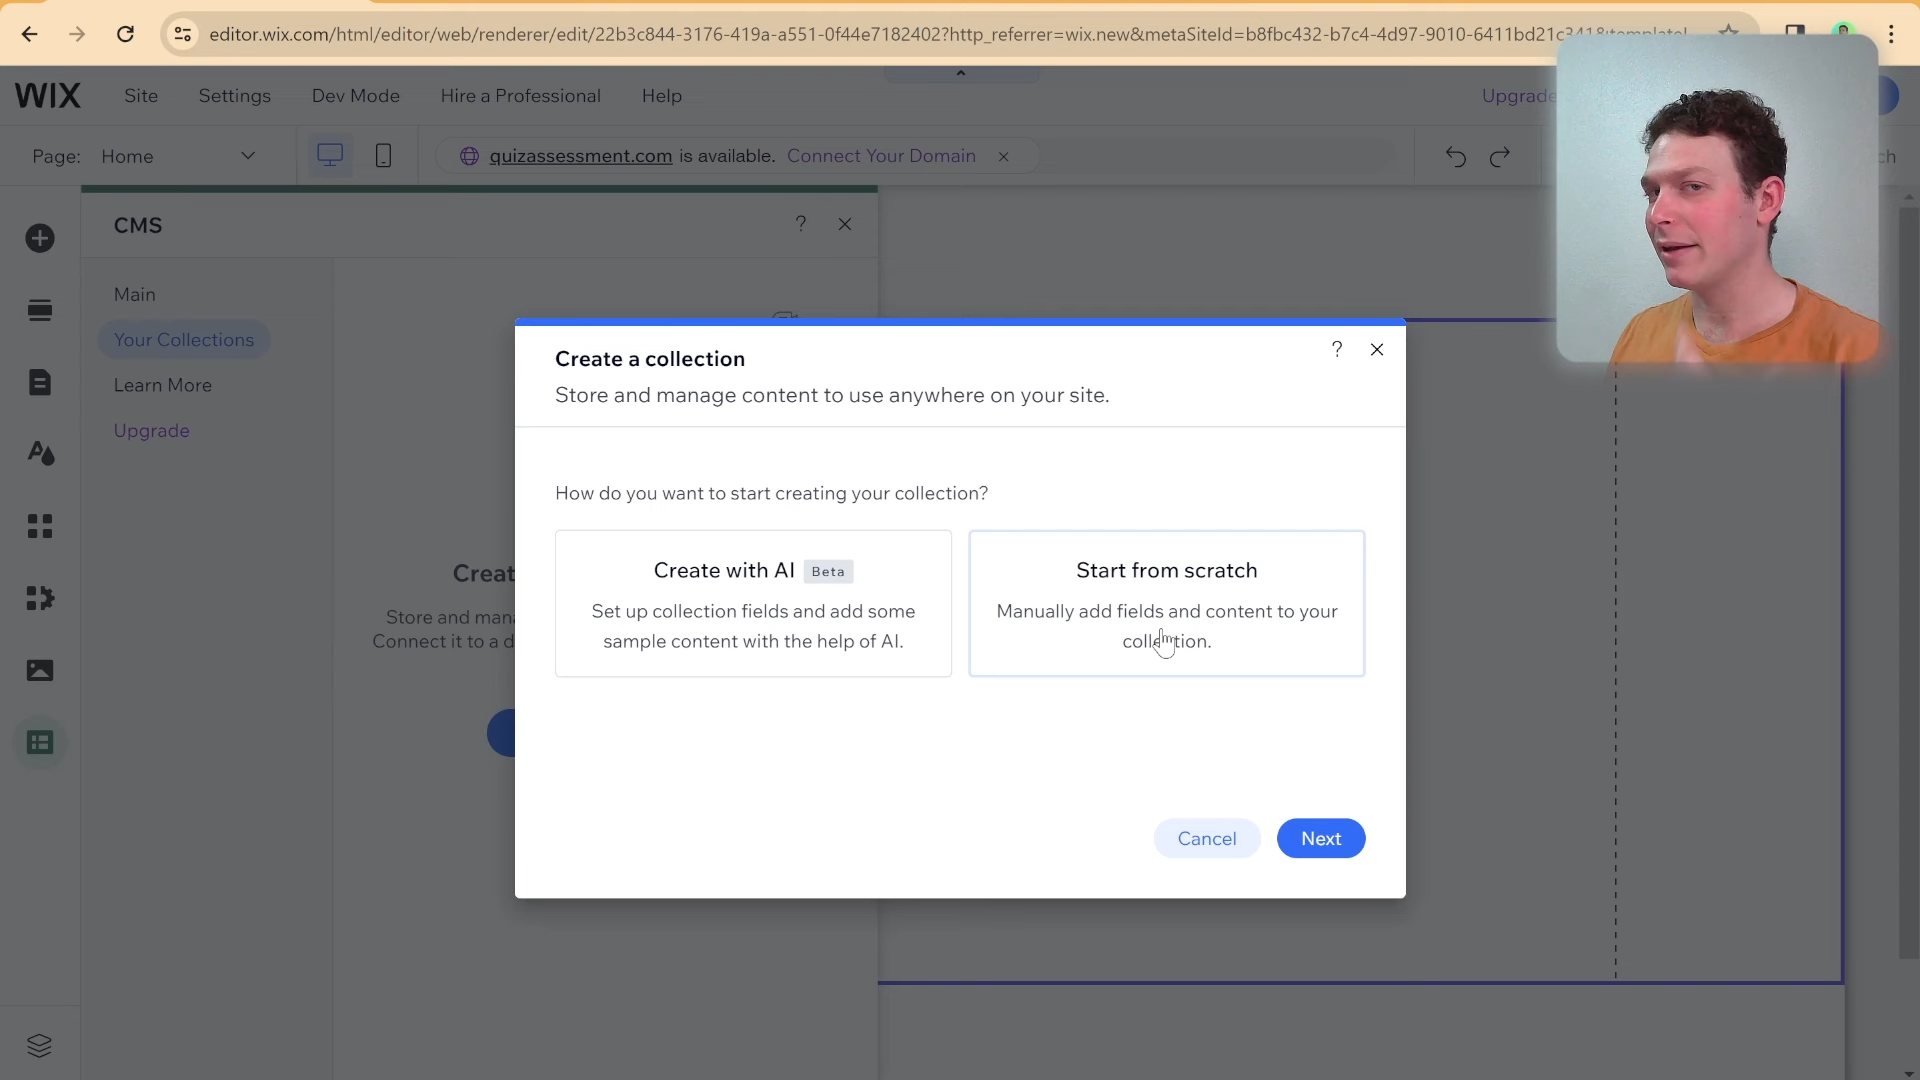 editor.wix.com/html/editor/web/renderer/edit/22b3c844-3176-419a-a551-0f44e7182402?http_referrer=wix.new&metaSiteId=b8fbc432-b7c4-4d97-9010-6411bd21c341&template
WIX Site Settings Dev Mode Hire a Professional Help Upgrade
Page: Home quizassessment.com is available. Connect Your Domain
CMS ?
Main
Your Collections
Learn More
Upgrade
Creat
Store and mana
Connect it to a d
Create a collection ?
Store and manage content to use anywhere on your site.
How do you want to start creating your collection?
Create with AI Beta
Set up collection fields and add some
sample content with the help of AI.
Start from scratch
Manually add fields and content to your
collection.
Cancel Next